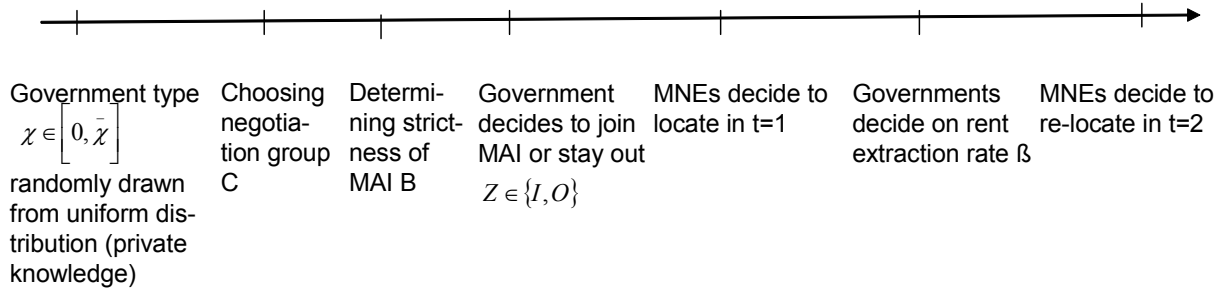 Government type
χ ∈ [0, χ̄]
randomly drawn
from uniform dis-
tribution (private
knowledge)
Choosing
negotia-
tion group
C
Determi-
ning strict-
ness of
MAI B
Government
decides to join
MAI or stay out
Z ∈ {I, O}
MNEs decide to
locate in t=1
Governments
decide on rent
extraction rate ß
MNEs decide to
re-locate in t=2